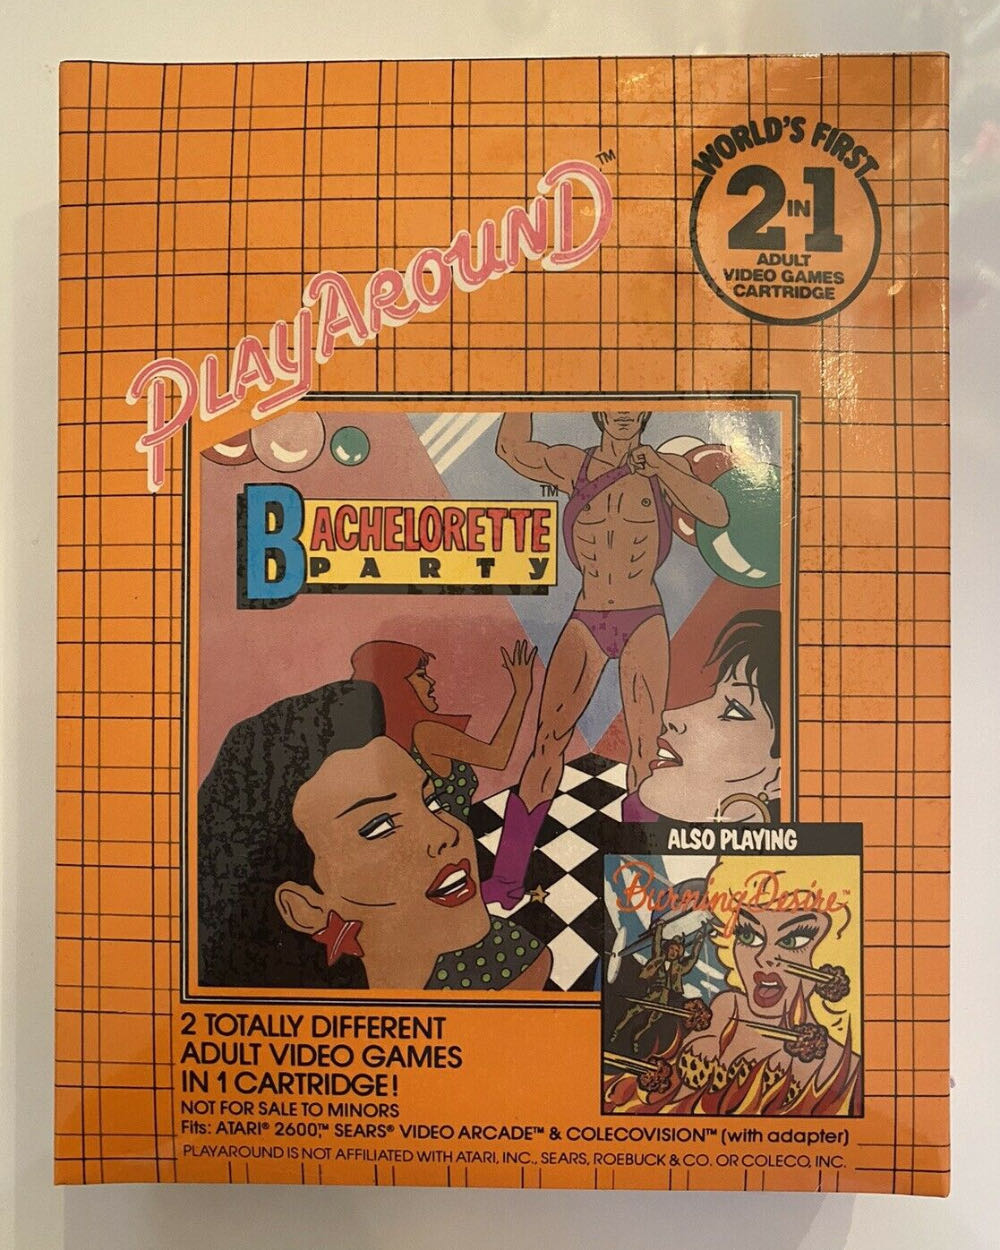 WORLD'S FIRST
2 IN 1
ADULT
VIDEO GAMES
CARTRIDGE
PLAYAROUND™
BACHELORETTE™
PARTY
ALSO PLAYING
Burning Desire™
2 TOTALLY DIFFERENT
ADULT VIDEO GAMES
IN 1 CARTRIDGE!
NOT FOR SALE TO MINORS
Fits: ATARI® 2600,™ SEARS® VIDEO ARCADE™ & COLECOVISION™ (with adapter)
PLAYAROUND IS NOT AFFILIATED WITH ATARI, INC., SEARS, ROEBUCK & CO. OR COLECO, INC.